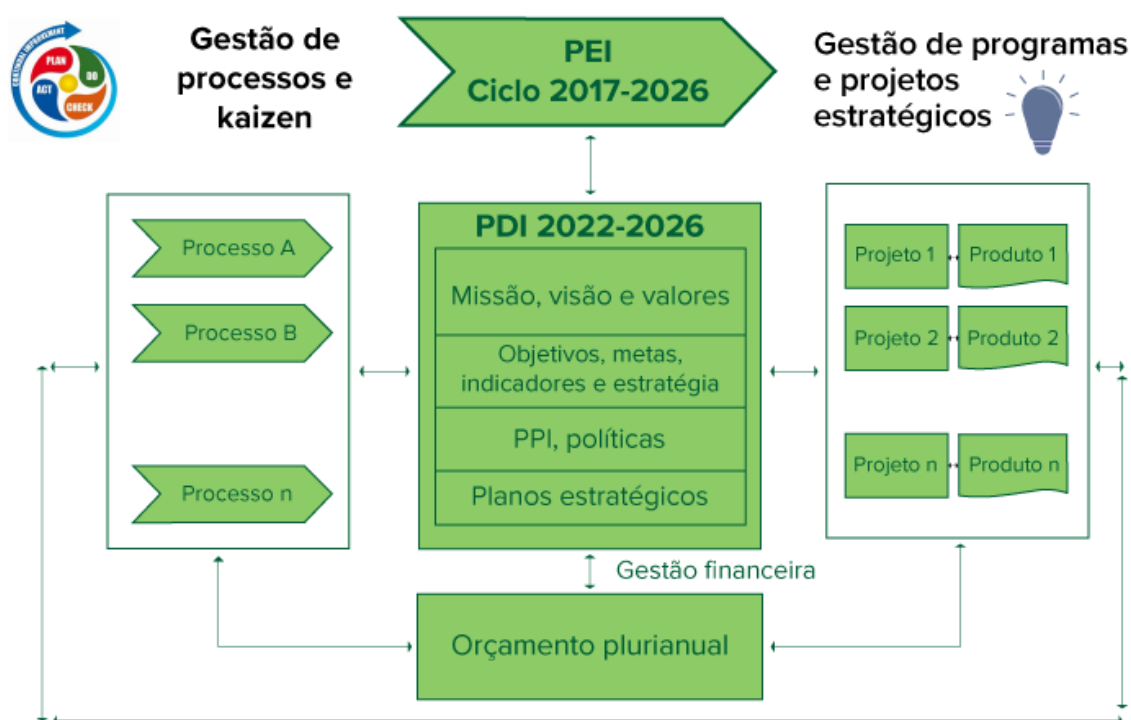 CONTINUAL IMPROVEMENT
PLAN
DO
ACT
CHECK
Gestão de
processos e
kaizen
PEI
Ciclo 2017-2026
Gestão de programas
e projetos
estratégicos
Processo A
Processo B
Processo n
PDI 2022-2026
Missão, visão e valores
Objetivos, metas,
indicadores e estratégia
PPI, políticas
Planos estratégicos
Projeto 1
Produto 1
Projeto 2
Produto 2
Projeto n
Produto n
Gestão financeira
Orçamento plurianual